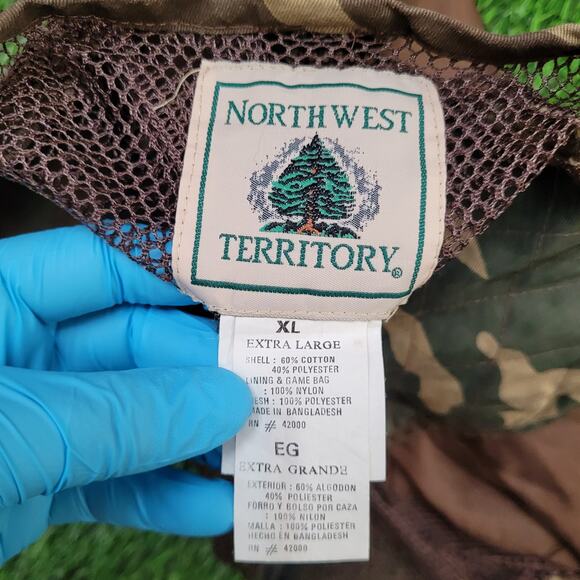 NORTHWEST
TERRITORY®
XL
EXTRA LARGE
SHELL : 60% COTTON
40% POLYESTER
LINING & GAME BAG
: 100% NYLON
MESH: 100% POLYESTER
MADE IN BANGLADESH
RN # 42000
EG
EXTRA GRANDE
EXTERIOR : 60% ALGODON
40% POLIESTER
FORRO Y BOLSO POR CAZA
: 100% NILON
MALLA : 100% POLIESTER
HECHO EN BANGLADESH
RN # 42000